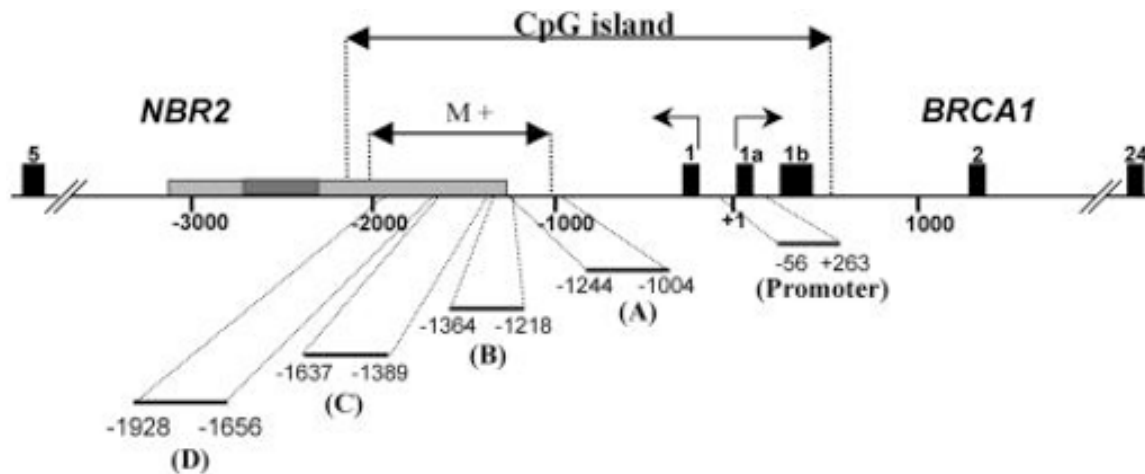 CpG island
NBR2 M + BRCA1
5 1 1a 1b 2 24
-3000 -2000 -1000 +1 1000
-56 +263
(Promoter)
-1244 -1004
(A)
-1364 -1218
(B)
-1637 -1389
(C)
-1928 -1656
(D)